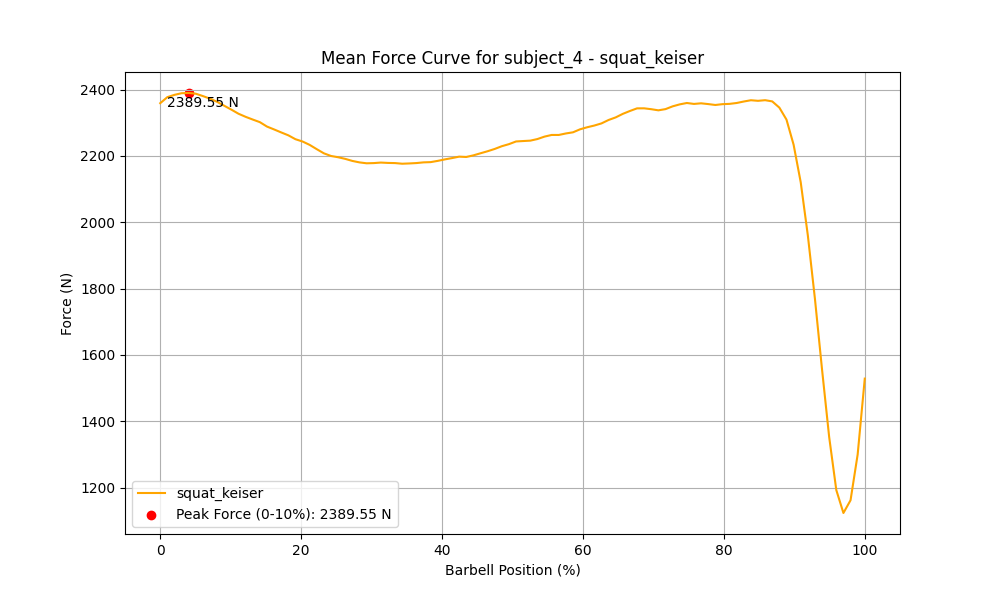 Mean Force Curve for subject_4 - squat_keiser
2400
2389.55 N
2200
2000
1800
Force (N)
1600
1400
1200
squat_keiser
Peak Force (0-10%): 2389.55 N
0 20 40 60 80 100
Barbell Position (%)